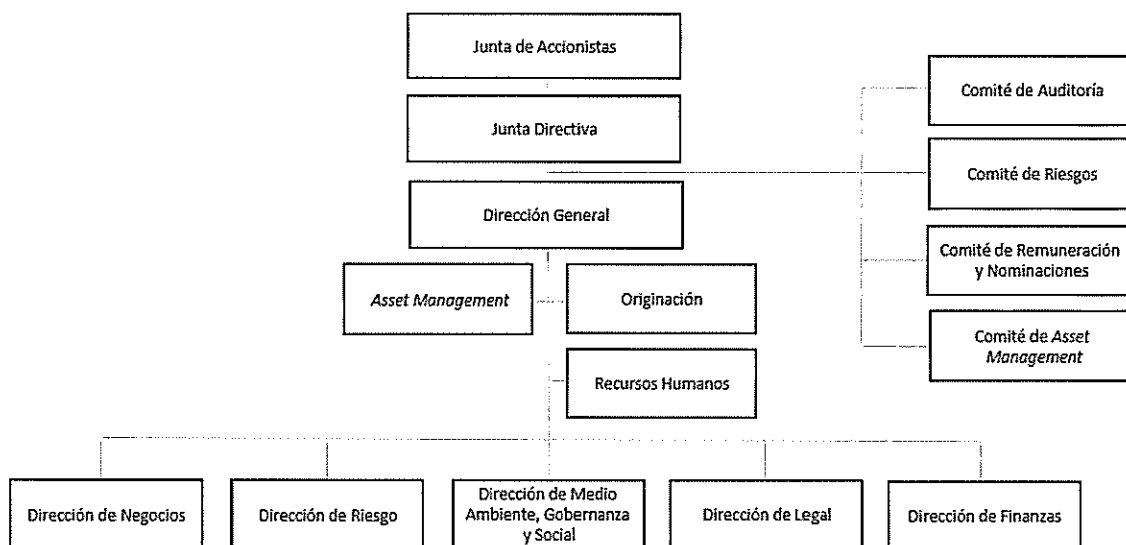 Junta de Accionistas
Comité de Auditoría
Junta Directiva
Comité de Riesgos
Dirección General
Comité de Remuneración
y Nominaciones
Asset Management
Originación
Comité de Asset
Management
Recursos Humanos
Dirección de Negocios
Dirección de Riesgo
Dirección de Medio
Ambiente, Gobernanza
y Social
Dirección de Legal
Dirección de Finanzas